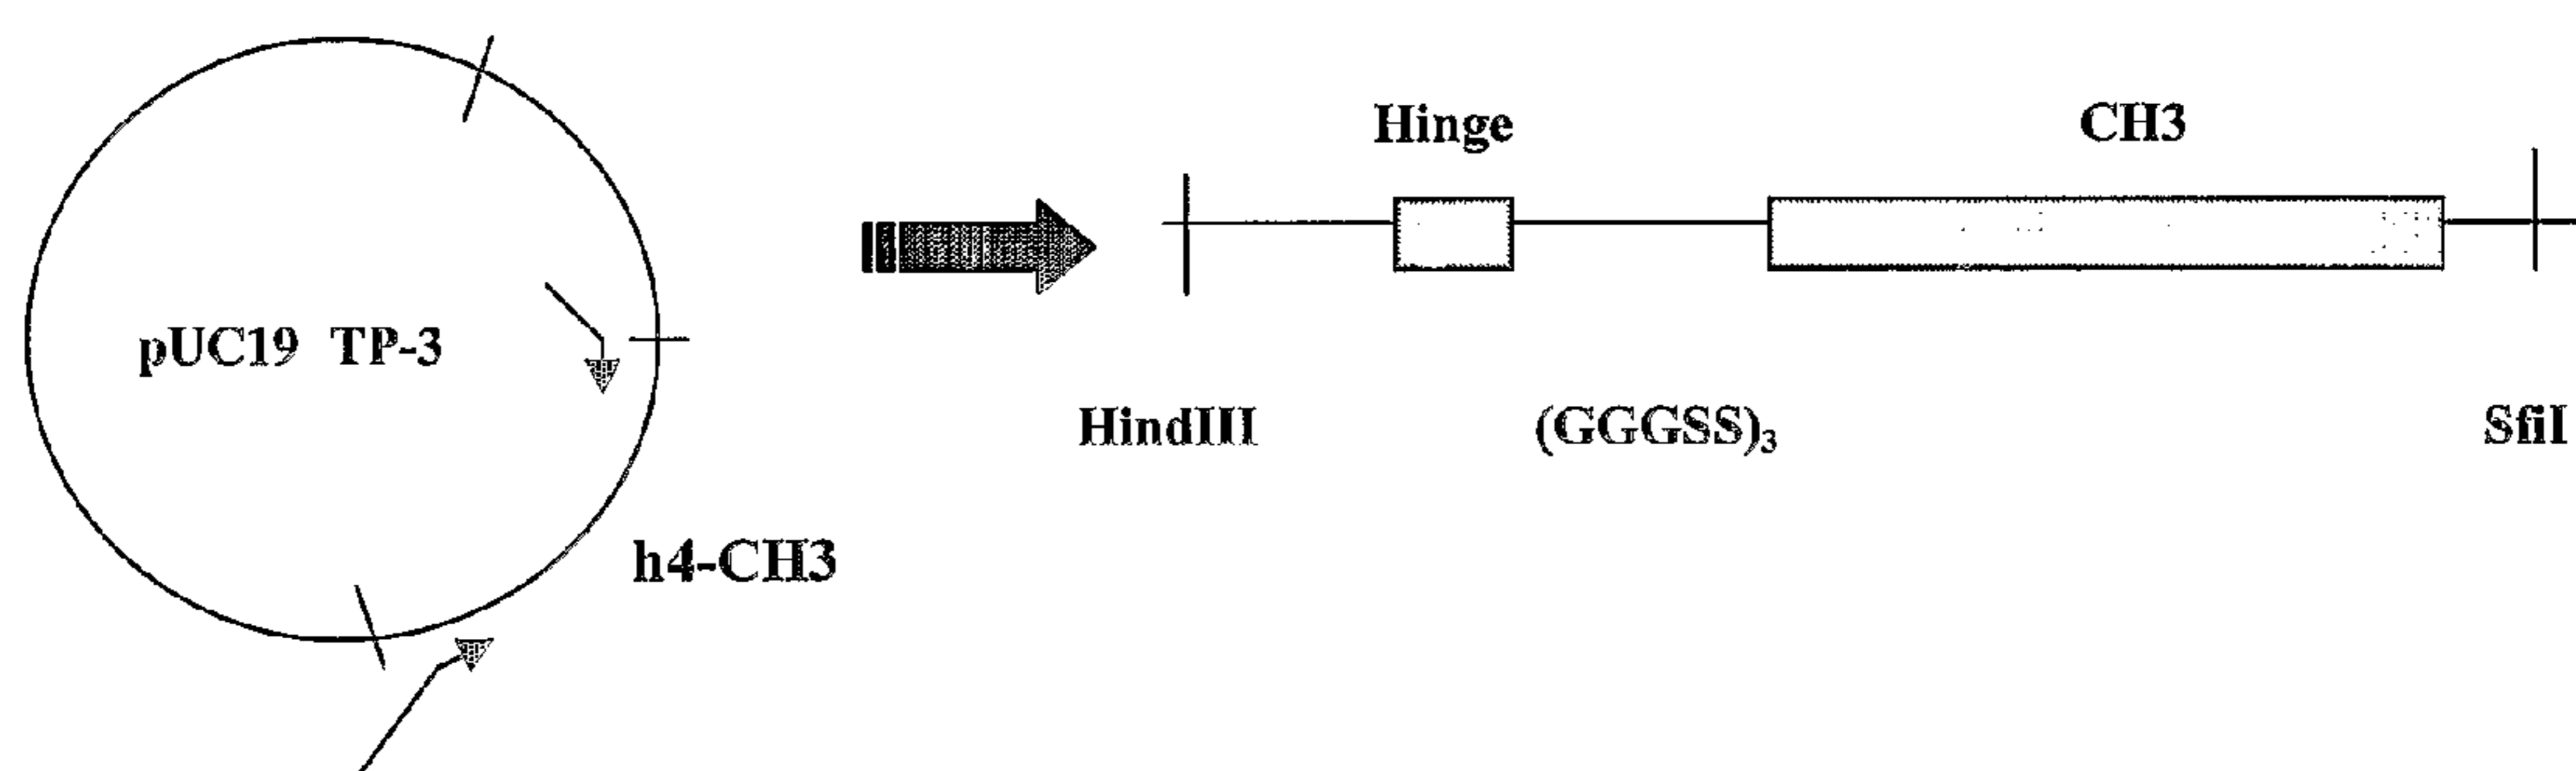 Hinge
CH3
pUC19 TP-3
HindIII
(GGGSS)₃
SfiI
h4-CH3